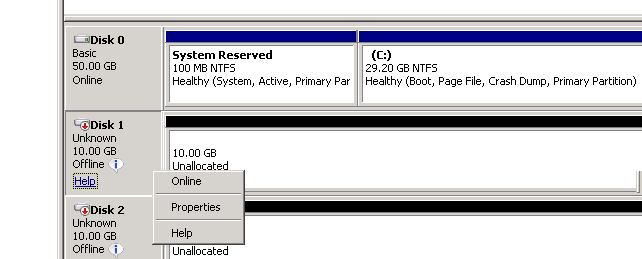 Disk 0
Basic
50.00 GB
Online
System Reserved
100 MB NTFS
Healthy (System, Active, Primary Par
(C:)
29.20 GB NTFS
Healthy (Boot, Page File, Crash Dump, Primary Partition)
Disk 1
Unknown
10.00 GB
Offline
Help
10.00 GB
Unallocated
Online
Properties
Help
Disk 2
Unknown
10.00 GB
Offline
Unallocated